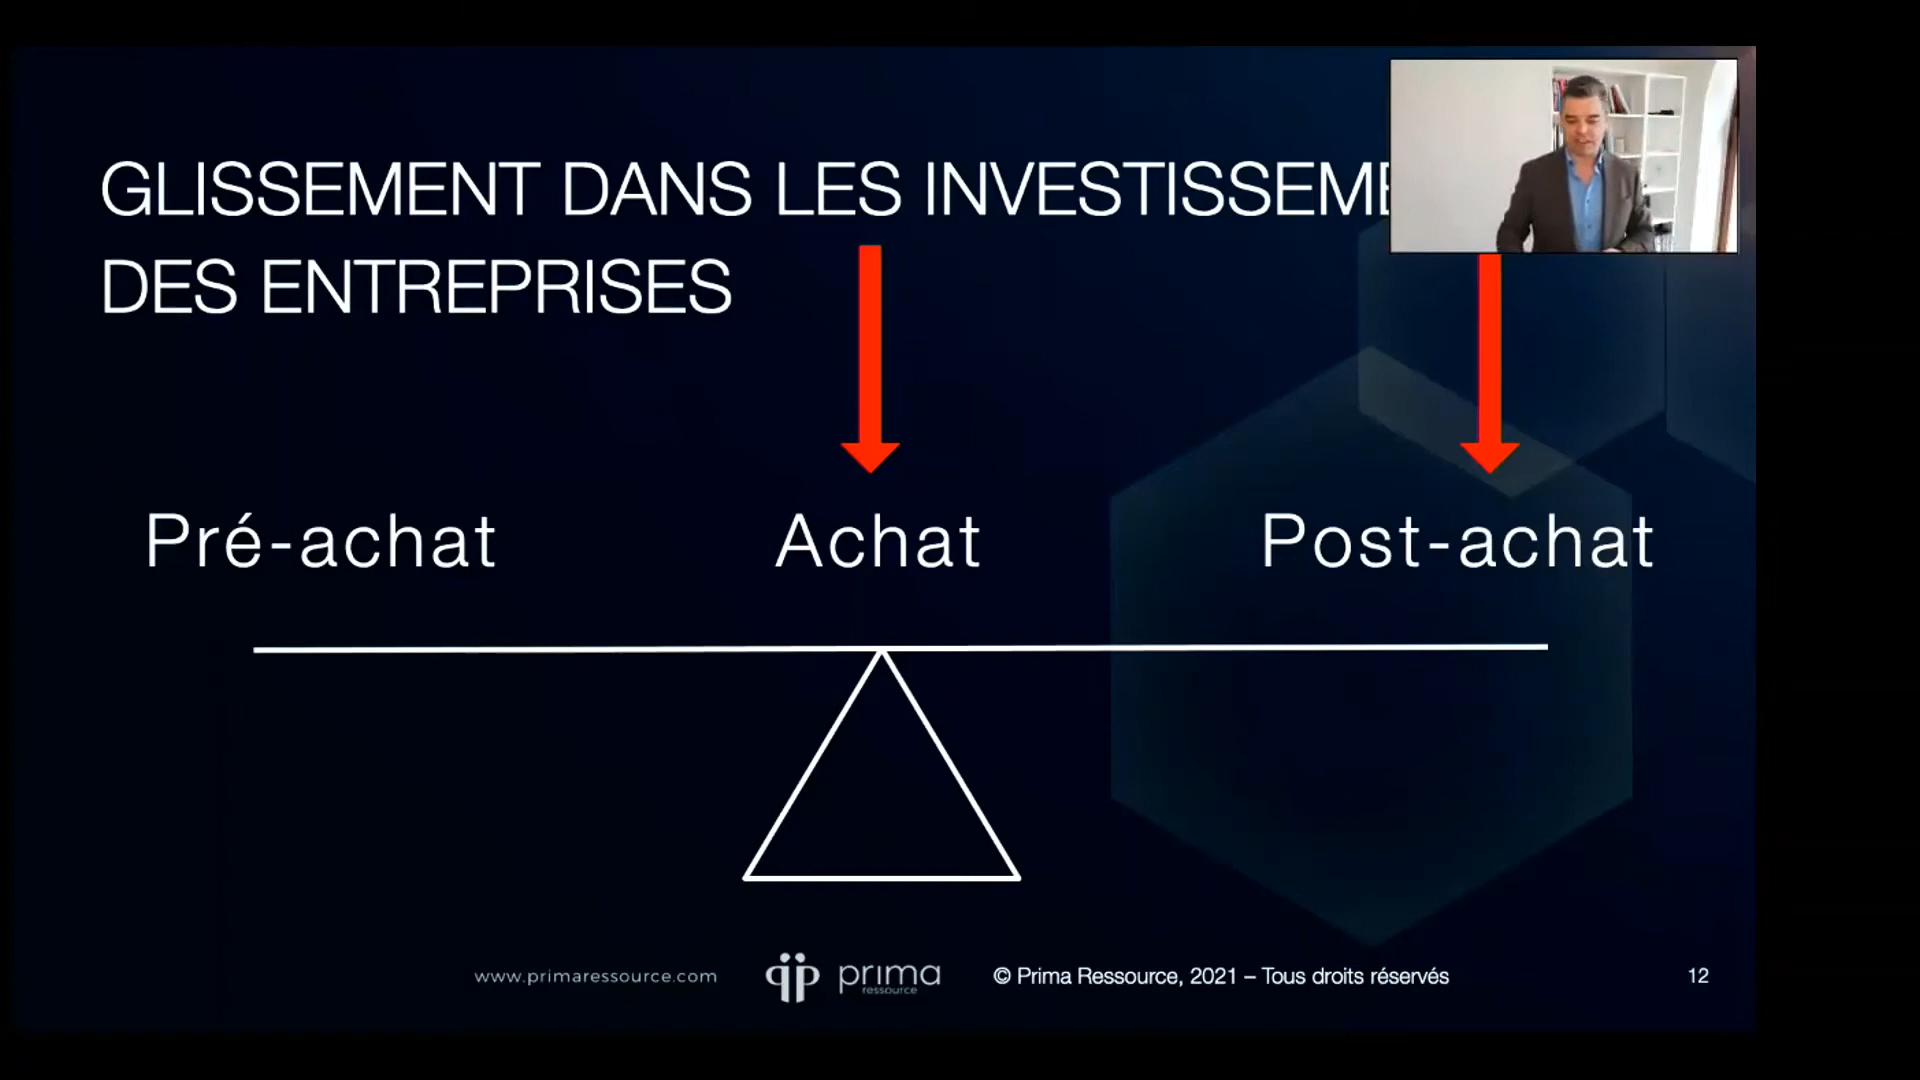 GLISSEMENT DANS LES INVESTISSEME
DES ENTREPRISES
Pré-achat
Achat
Post-achat
www.primaressource.com
prima
ressource
© Prima Ressource, 2021 – Tous droits réservés
12